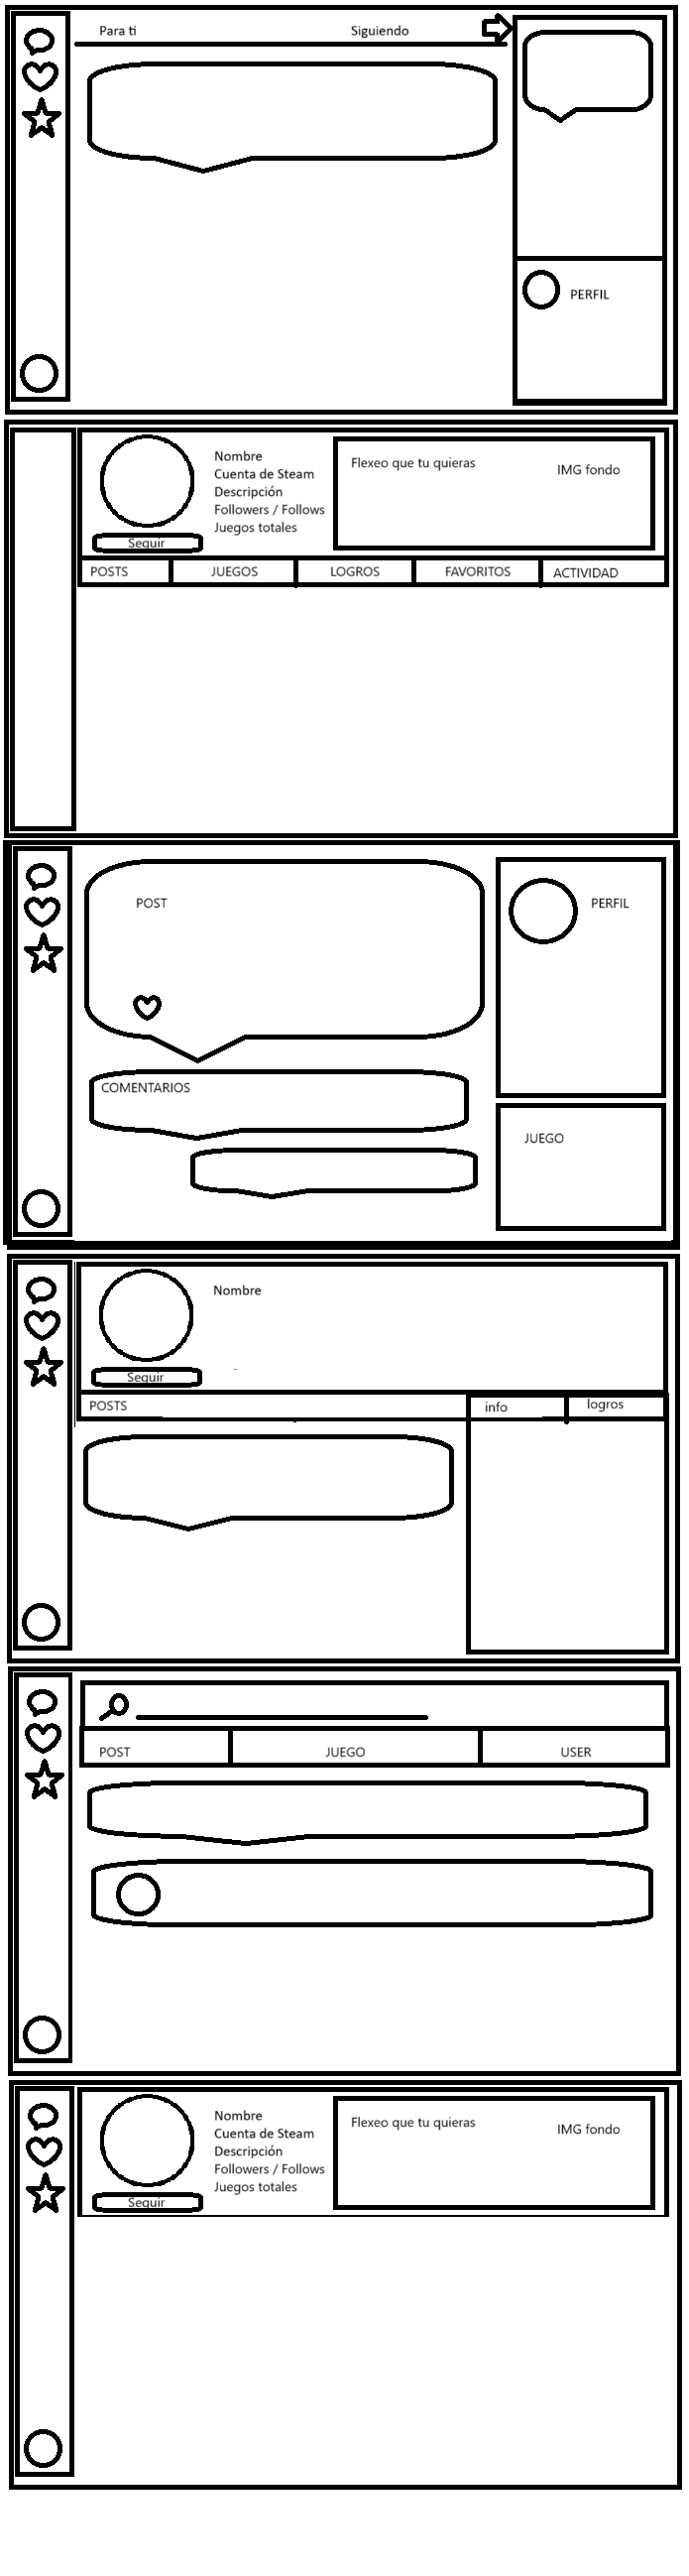 Para ti
Siguiendo
PERFIL
Nombre
Cuenta de Steam
Descripción
Followers / Follows
Juegos totales
Seguir
Flexeo que tu quieras
IMG fondo
POSTS
JUEGOS
LOGROS
FAVORITOS
ACTIVIDAD
POST
PERFIL
COMENTARIOS
JUEGO
Nombre
Seguir
POSTS
info
logros
POST
JUEGO
USER
Nombre
Cuenta de Steam
Descripción
Followers / Follows
Juegos totales
Seguir
Flexeo que tu quieras
IMG fondo